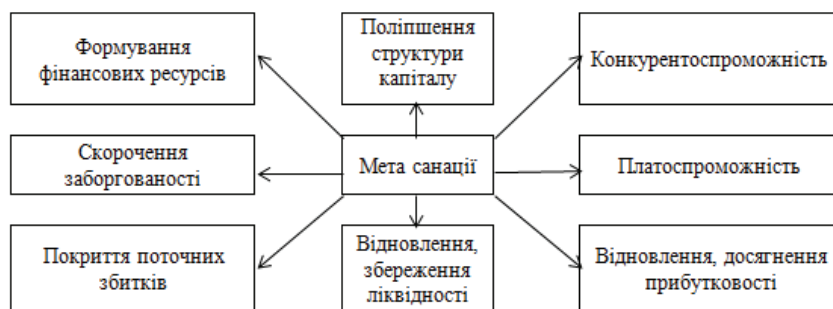 Формування
фінансових ресурсів
Поліпшення
структури
капіталу
Конкурентоспроможність
Скорочення
заборгованості
Мета санації
Платоспроможність
Покриття поточних
збитків
Відновлення,
збереження
ліквідності
Відновлення, досягнення
прибутковості